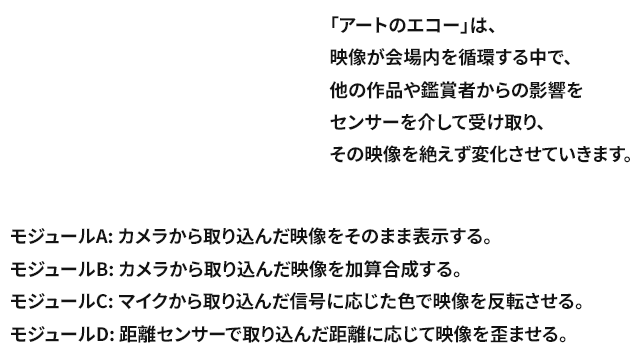 「アートのエコー」は、
映像が会場内を循環する中で、
他の作品や鑑賞者からの影響を
センサーを介して受け取り、
その映像を絶えず変化させていきます。
モジュールA: カメラから取り込んだ映像をそのまま表示する。
モジュールB: カメラから取り込んだ映像を加算合成する。
モジュールC: マイクから取り込んだ信号に応じた色で映像を反転させる。
モジュールD: 距離センサーで取り込んだ距離に応じて映像を歪ませる。